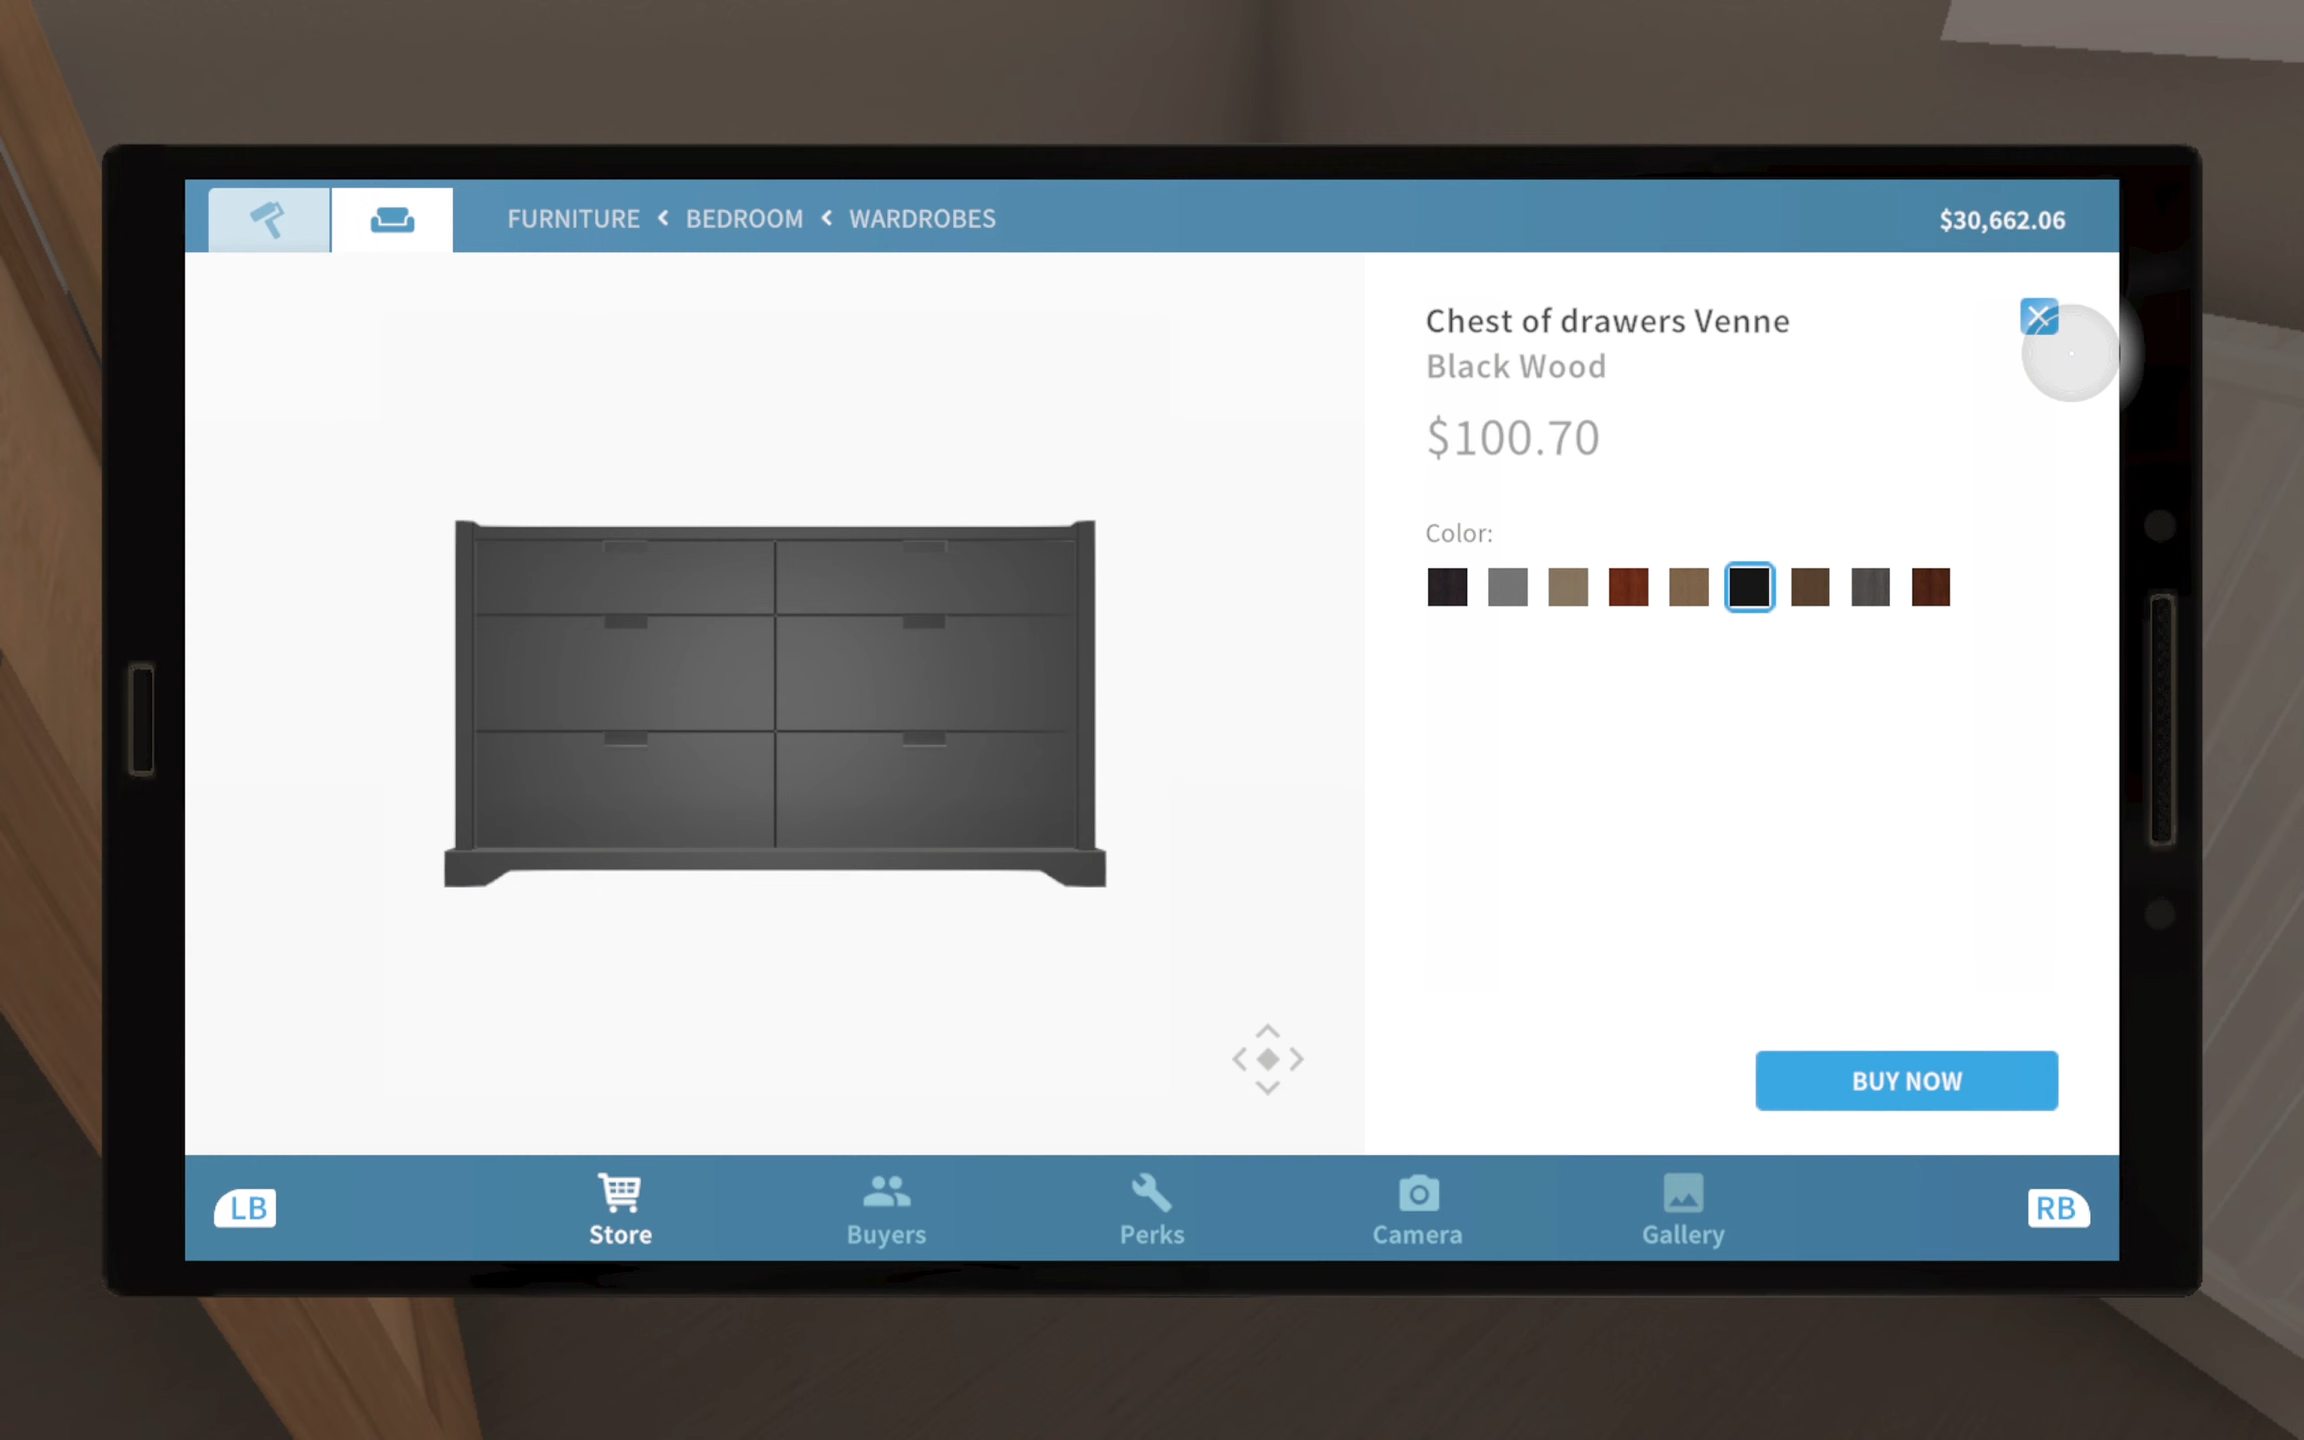 FURNITURE < BEDROOM < WARDROBES
$30,662.06
Chest of drawers Venne
Black Wood
$100.70
Color:
BUY NOW
LB
Store
Buyers
Perks
Camera
Gallery
RB